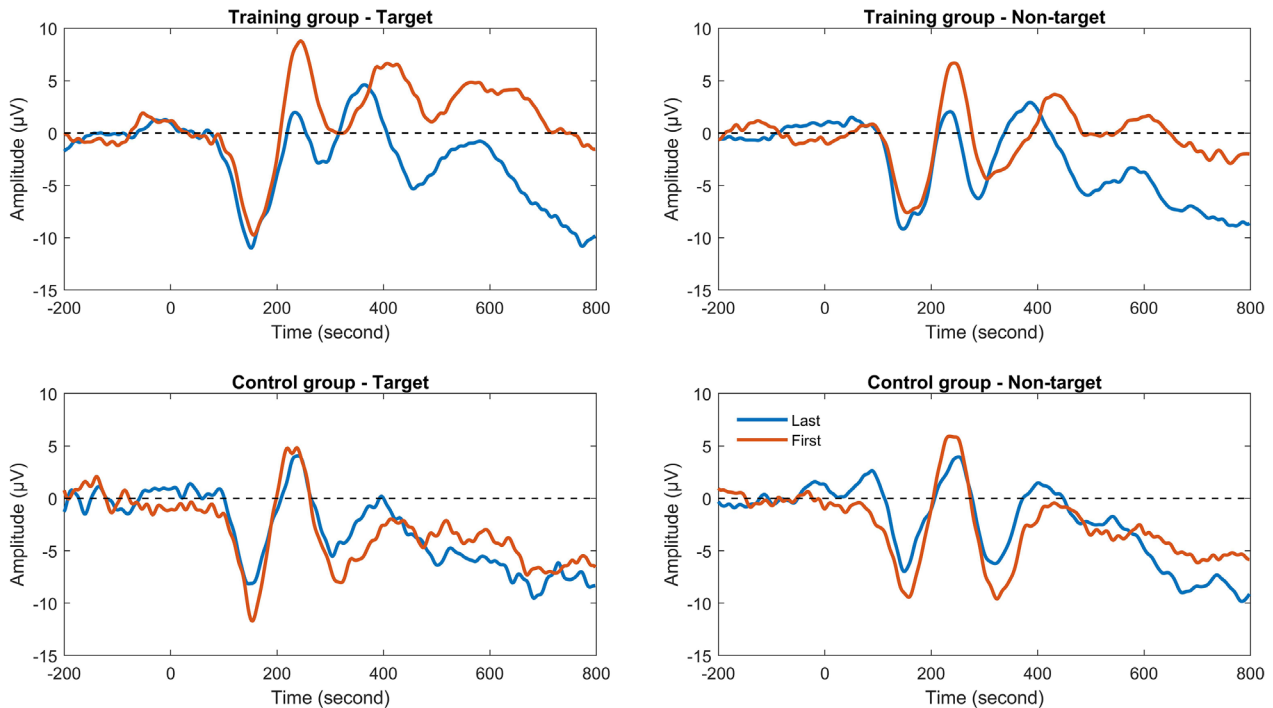 Training group - Target
10
5
0
-5
-10
-15
Amplitude (µV)
-200 0 200 400 600 800
Time (second)
Training group - Non-target
10
5
0
-5
-10
-15
Amplitude (µV)
-200 0 200 400 600 800
Time (second)
Control group - Target
10
5
0
-5
-10
-15
Amplitude (µV)
-200 0 200 400 600 800
Time (second)
Control group - Non-target
10
5
0
-5
-10
-15
Amplitude (µV)
Last
First
-200 0 200 400 600 800
Time (second)